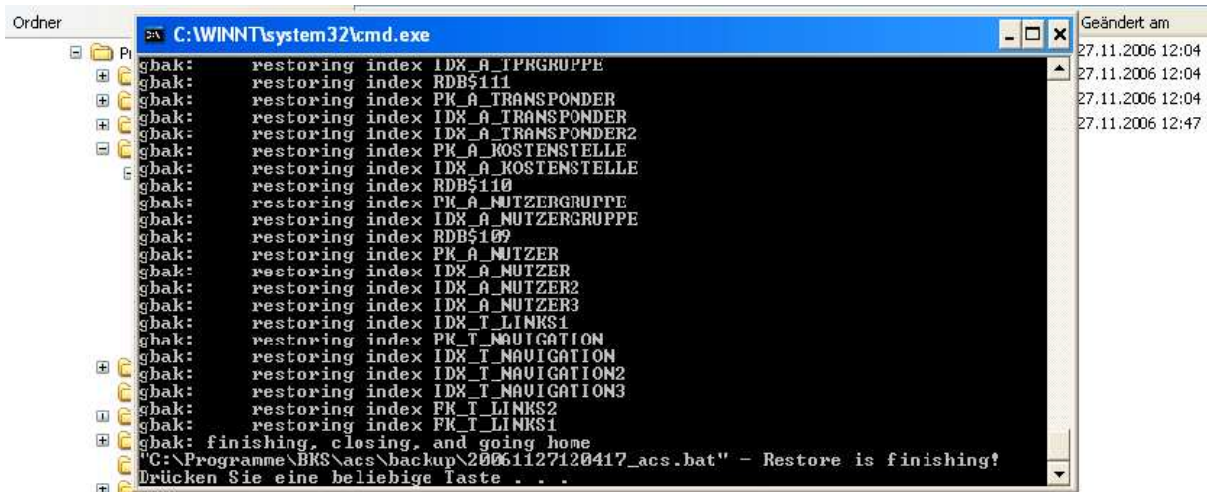 Ordner
C:\WINNT\system32\cmd.exe
Geändert am
27.11.2006 12:04
27.11.2006 12:04
27.11.2006 12:04
27.11.2006 12:47
gbak: restoring index IDX_A_TPRGRUPPE
gbak: restoring index RDB$111
gbak: restoring index PK_A_TRANSPONDER
gbak: restoring index IDX_A_TRANSPONDER
gbak: restoring index IDX_A_TRANSPONDER2
gbak: restoring index PK_A_KOSTENSTELLE
gbak: restoring index IDX_A_KOSTENSTELLE
gbak: restoring index RDB$110
gbak: restoring index PK_A_NUTZERGRUPPE
gbak: restoring index IDX_A_NUTZERGRUPPE
gbak: restoring index RDB$109
gbak: restoring index PK_A_NUTZER
gbak: restoring index IDX_A_NUTZER
gbak: restoring index IDX_A_NUTZER2
gbak: restoring index IDX_A_NUTZER3
gbak: restoring index IDX_T_LINKS1
gbak: restoring index PK_T_NAVIGATION
gbak: restoring index IDX_T_NAVIGATION
gbak: restoring index IDX_T_NAVIGATION2
gbak: restoring index IDX_T_NAVIGATION3
gbak: restoring index FK_T_LINKS2
gbak: restoring index FK_T_LINKS1
gbak: finishing, closing, and going home
"C:\Programme\BKS\acs\backup\20061127120417_acs.bat" - Restore is finishing!
Drücken Sie eine beliebige Taste . . .